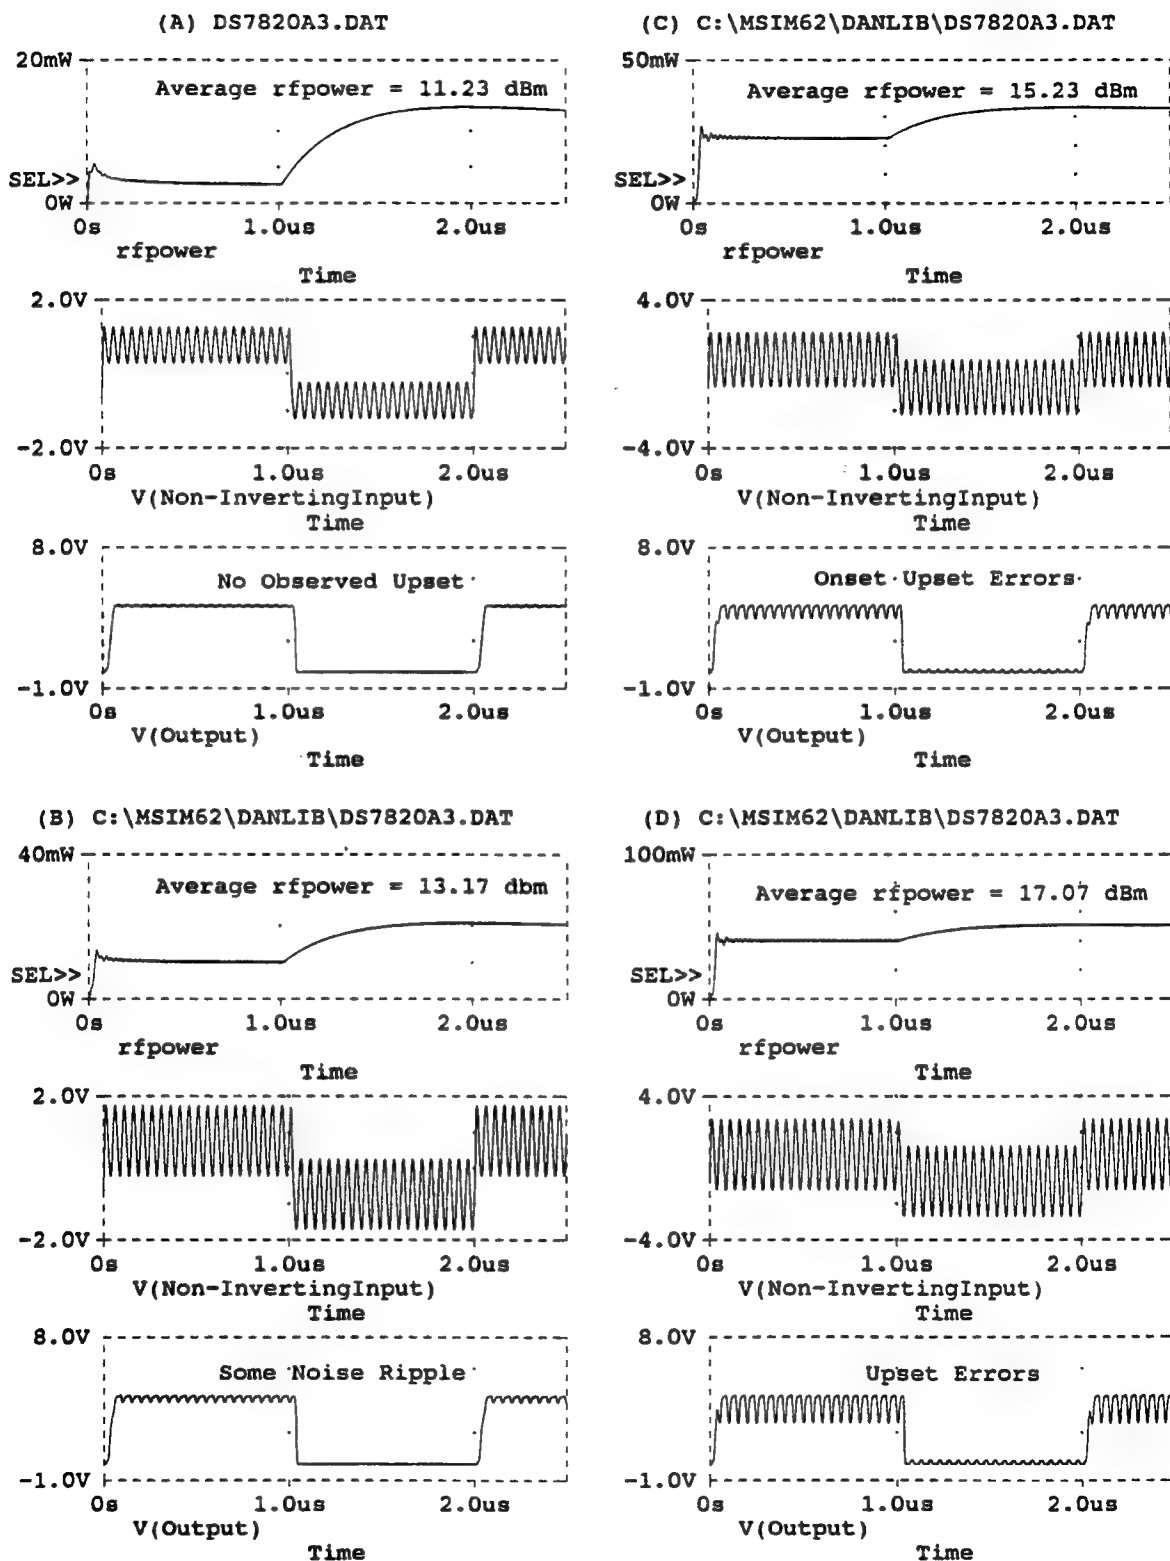 (A) DS7820A3.DAT
20mW
Average rfpower = 11.23 dBm
SEL>>
0W
0s 1.0us 2.0us
rfpower
Time
2.0V
-2.0V
0s 1.0us 2.0us
V(Non-InvertingInput)
Time
8.0V
No Observed Upset
-1.0V
0s 1.0us 2.0us
V(Output)
Time
(C) C:\MSIM62\DANLIB\DS7820A3.DAT
50mW
Average rfpower = 15.23 dBm
SEL>>
0W
0s 1.0us 2.0us
rfpower
Time
4.0V
-4.0V
0s 1.0us 2.0us
V(Non-InvertingInput)
Time
8.0V
Onset Upset Errors
-1.0V
0s 1.0us 2.0us
V(Output)
Time
(B) C:\MSIM62\DANLIB\DS7820A3.DAT
40mW
Average rfpower = 13.17 dbm
SEL>>
0W
0s 1.0us 2.0us
rfpower
Time
2.0V
-2.0V
0s 1.0us 2.0us
V(Non-InvertingInput)
Time
8.0V
Some Noise Ripple
-1.0V
0s 1.0us 2.0us
V(Output)
Time
(D) C:\MSIM62\DANLIB\DS7820A3.DAT
100mW
Average rfpower = 17.07 dBm
SEL>>
0W
0s 1.0us 2.0us
rfpower
Time
4.0V
-4.0V
0s 1.0us 2.0us
V(Non-InvertingInput)
Time
8.0V
Upset Errors
-1.0V
0s 1.0us 2.0us
V(Output)
Time